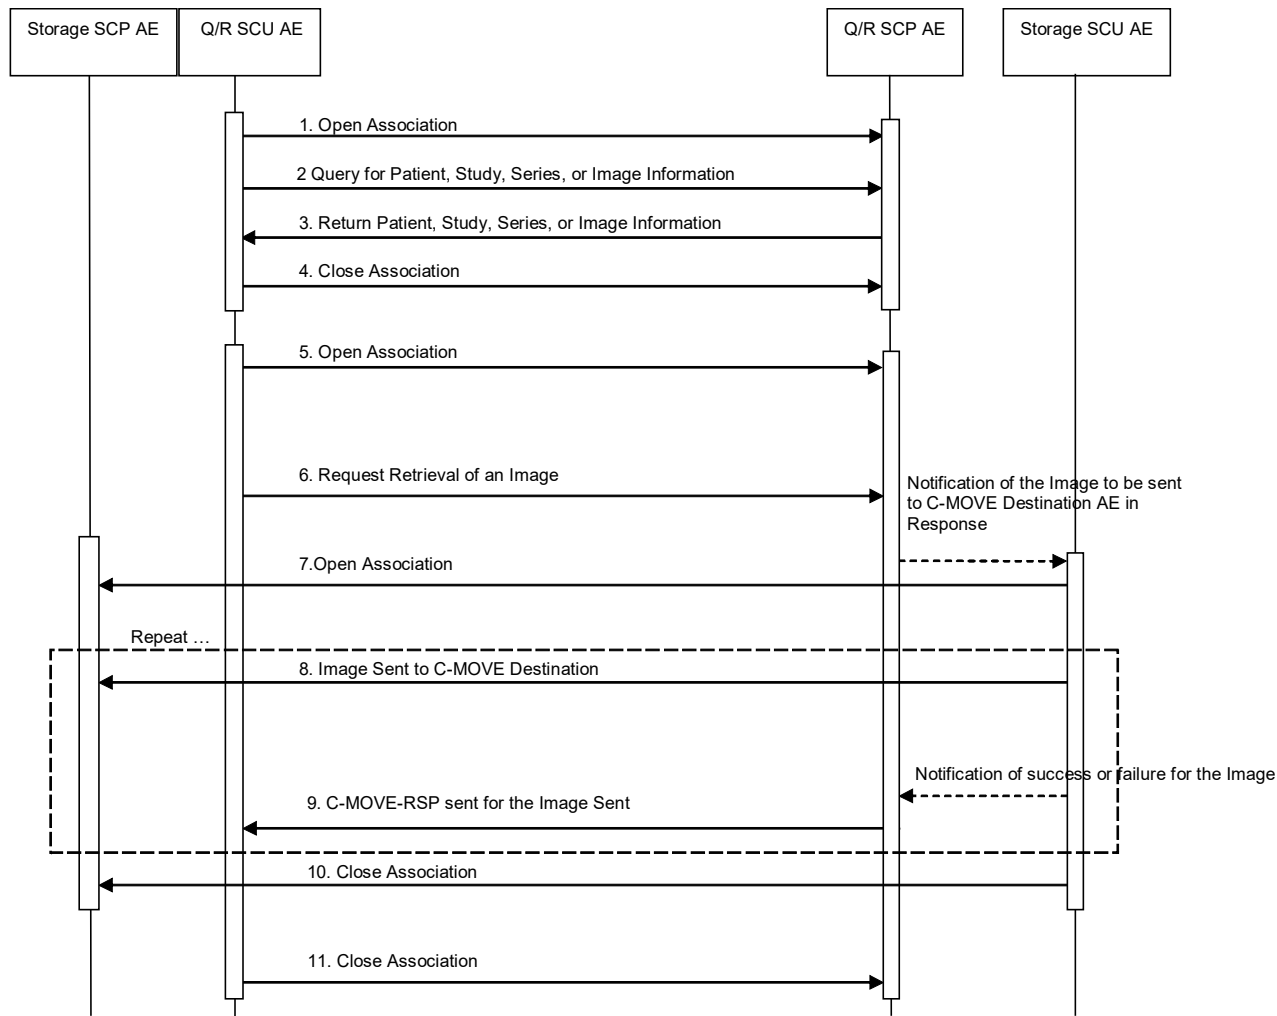 Storage SCP AE
Q/R SCU AE
Q/R SCP AE
Storage SCU AE
1. Open Association
2 Query for Patient, Study, Series, or Image Information
3. Return Patient, Study, Series, or Image Information
4. Close Association
5. Open Association
6. Request Retrieval of an Image
Notification of the Image to be sent
to C-MOVE Destination AE in
Response
7.Open Association
Repeat …
8. Image Sent to C-MOVE Destination
Notification of success or failure for the Image
9. C-MOVE-RSP sent for the Image Sent
10. Close Association
11. Close Association